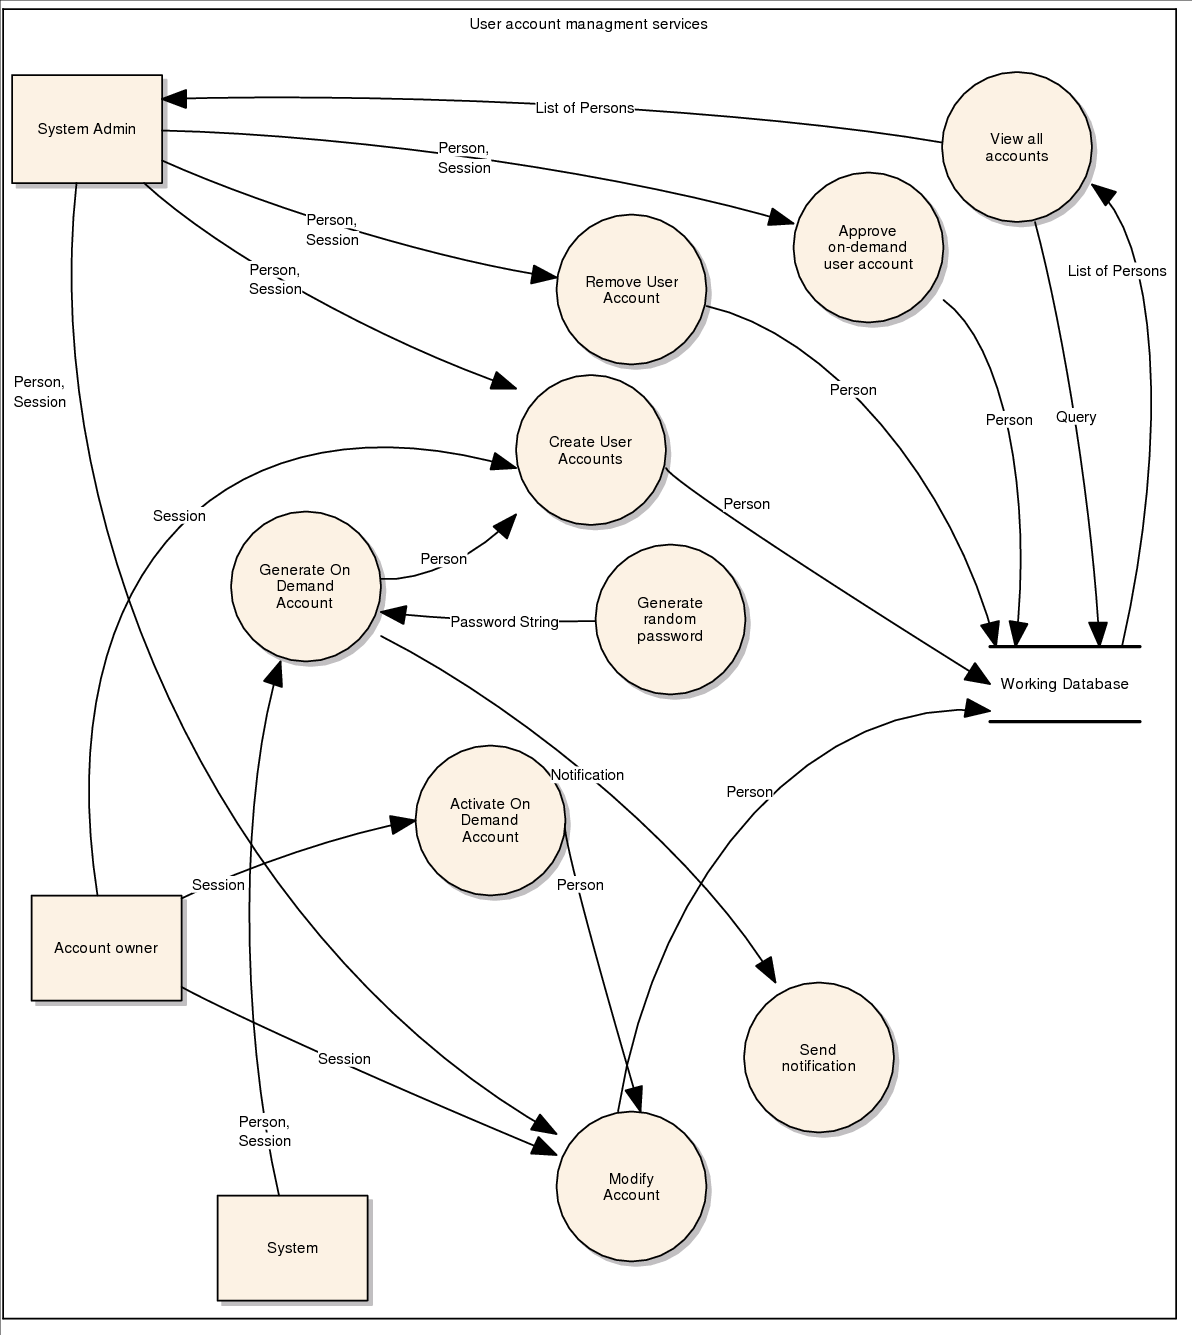 User account managment services
System Admin
List of Persons
View all
accounts
Person,
Session
Approve
on-demand
user account
Person,
Session
Remove User
Account
Person,
Session
List of Persons
Person,
Session
Person
Person
Query
Create User
Accounts
Session
Person
Person
Generate On
Demand
Account
Password String
Generate
random
password
Working Database
Notification
Activate On
Demand
Account
Person
Session
Person
Account owner
Session
Send
notification
Person,
Session
Modify
Account
System